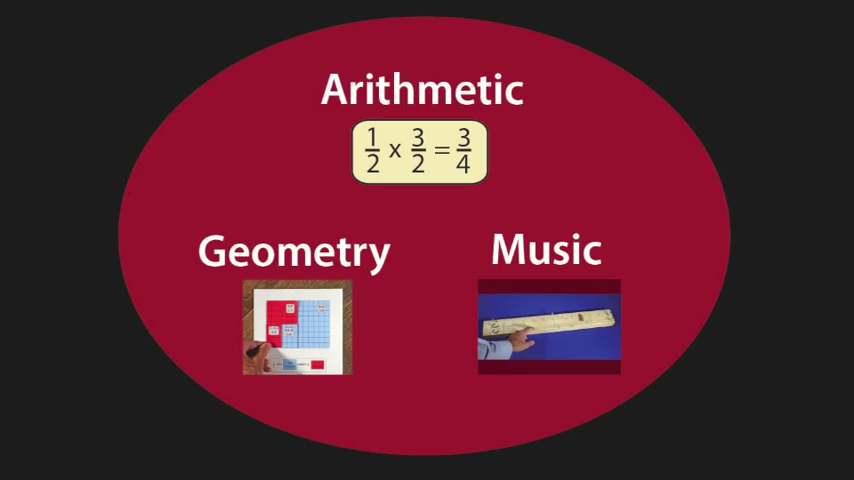 Arithmetic
1/2 x 3/2 = 3/4
Geometry
Music